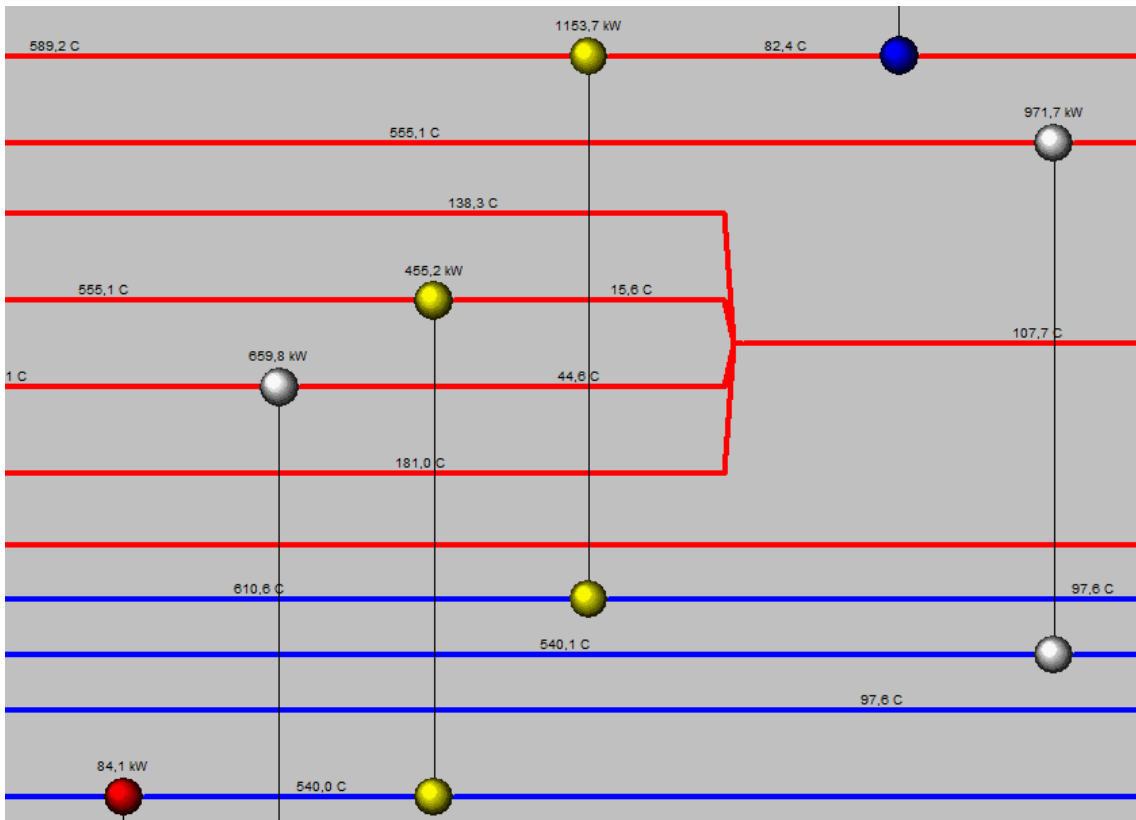 1153,7 kW
589,2 C
82,4 C
971,7 kW
555,1 C
138,3 C
455,2 kW
555,1 C
15,6 C
107,7 C
659,8 kW
1 C
44,6 C
181,0 C
610,6 C
97,6 C
540,1 C
97,6 C
84,1 kW
540,0 C